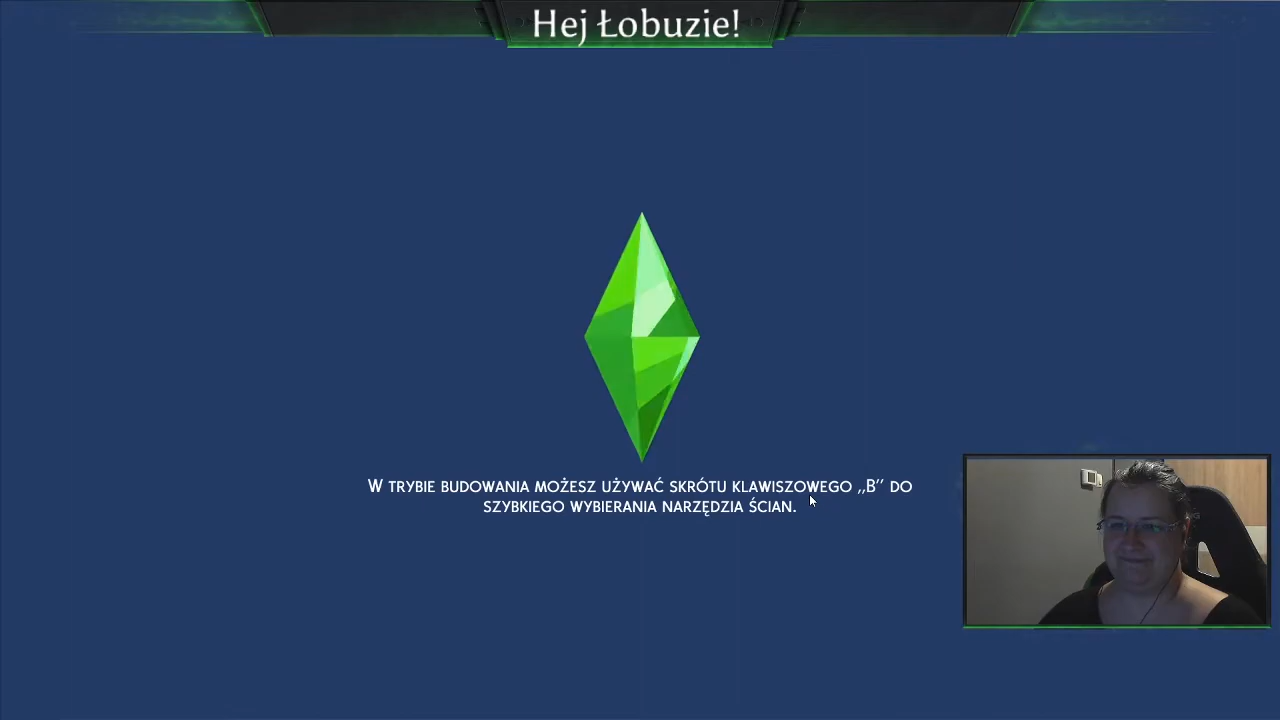 Hej Łobuzie!
W TRYBIE BUDOWANIA MOŻESZ UŻYWAĆ SKRÓTU KLAWISZOWEGO ,,B’’ DO
SZYBKIEGO WYBIERANIA NARZĘDZIA ŚCIAN.